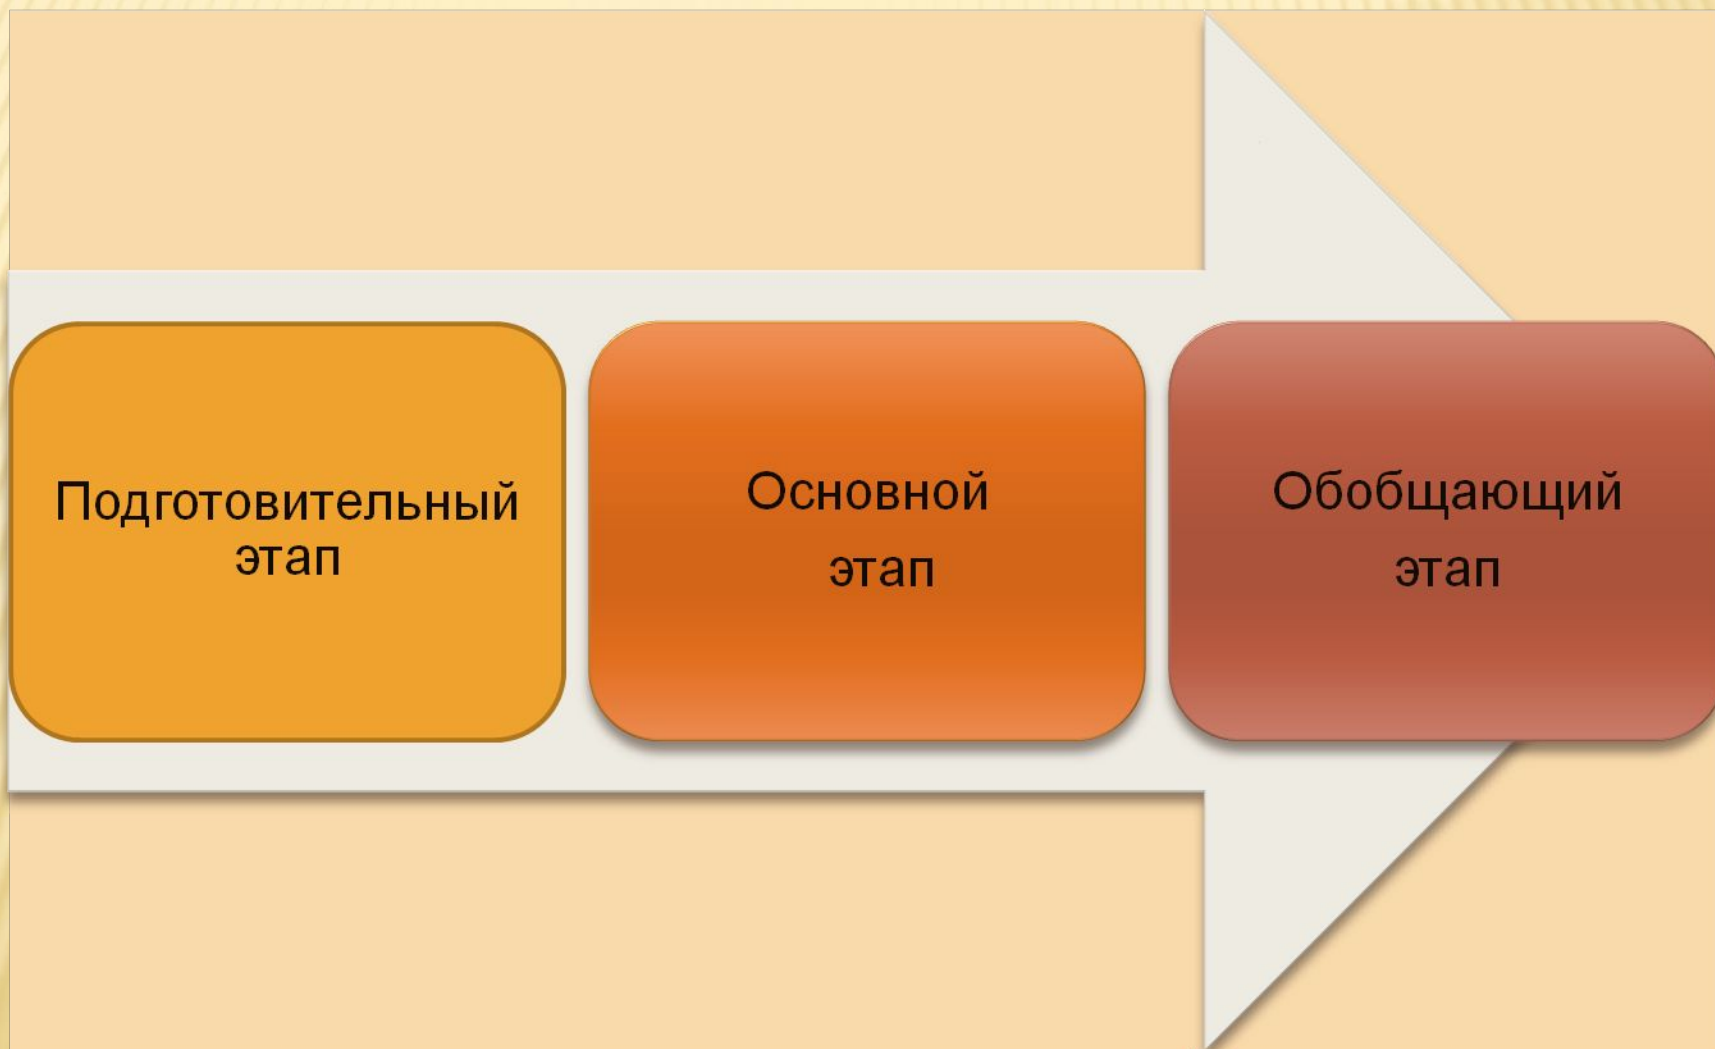 Подготовительный
этап
Основной
этап
Обобщающий
этап